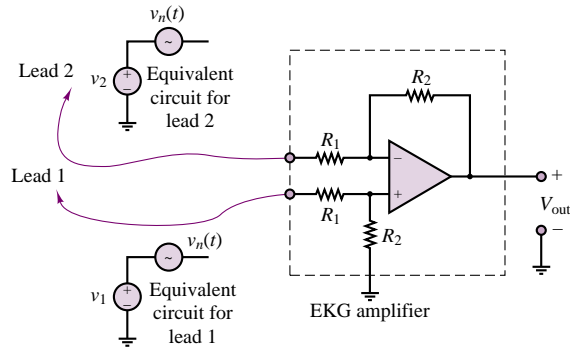 vn(t)
Lead 2
v2
+
−
~
Equivalent
circuit for
lead 2
R2
R1
−
Lead 1
+
R1
+
Vout
−
R2
vn(t)
~
v1
+
−
Equivalent
circuit for
lead 1
EKG amplifier